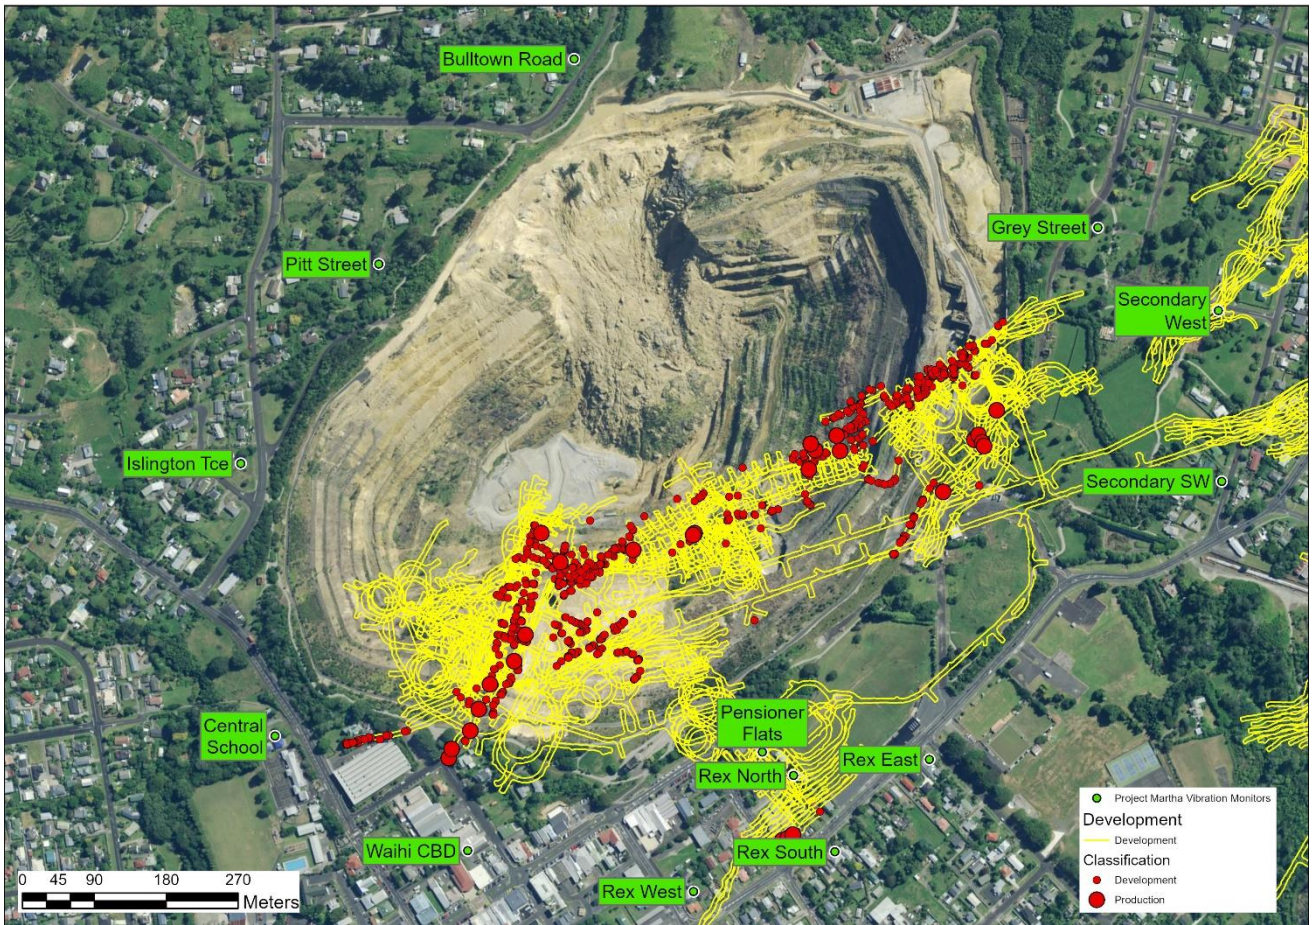 Bulltown Road
Grey Street
Pitt Street
Secondary
West
Islington Tce
Secondary SW
Central
School
Pensioner
Flats
Rex East
Rex North
Waihi CBD
Rex South
Rex West
Project Martha Vibration Monitors
Development
Development
Classification
Development
Production
0 45 90 180 270
Meters